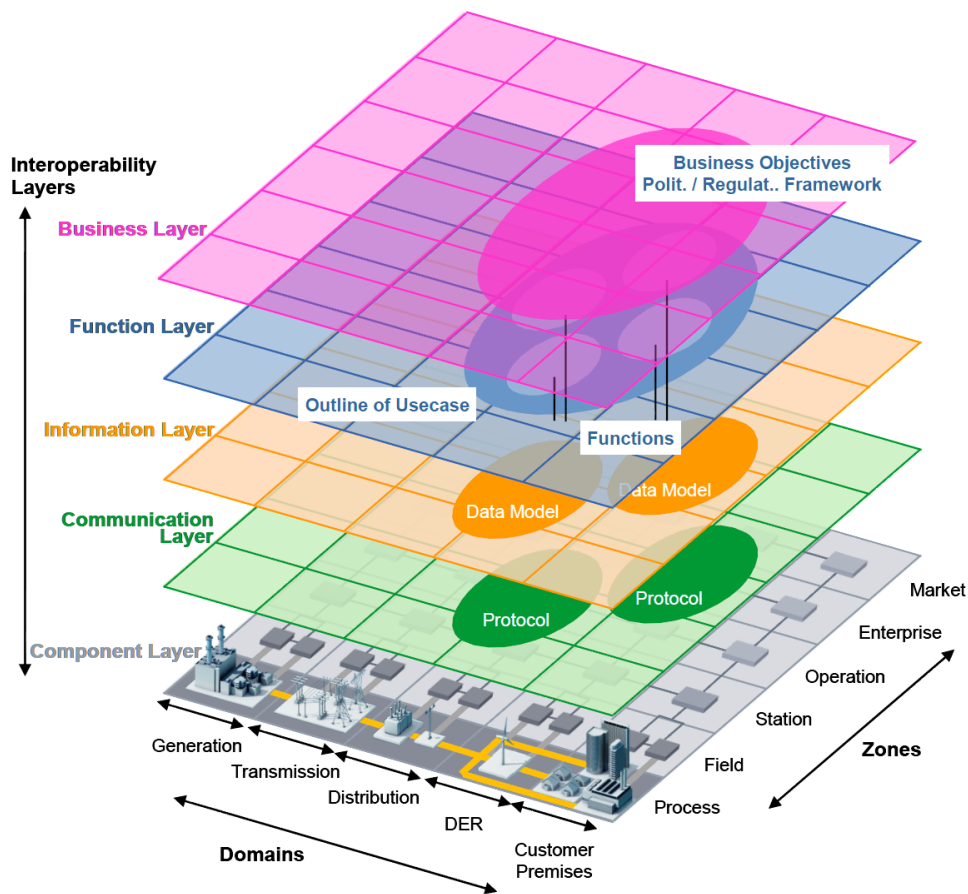 Interoperability
Layers
Business Objectives
Polit. / Regulat.. Framework
Business Layer
Function Layer
Outline of Usecase
Functions
Information Layer
Data Model
Data Model
Communication
Layer
Protocol
Protocol
Component Layer
Market
Enterprise
Operation
Station
Field
Process
Zones
Generation
Transmission
Distribution
DER
Customer
Premises
Domains